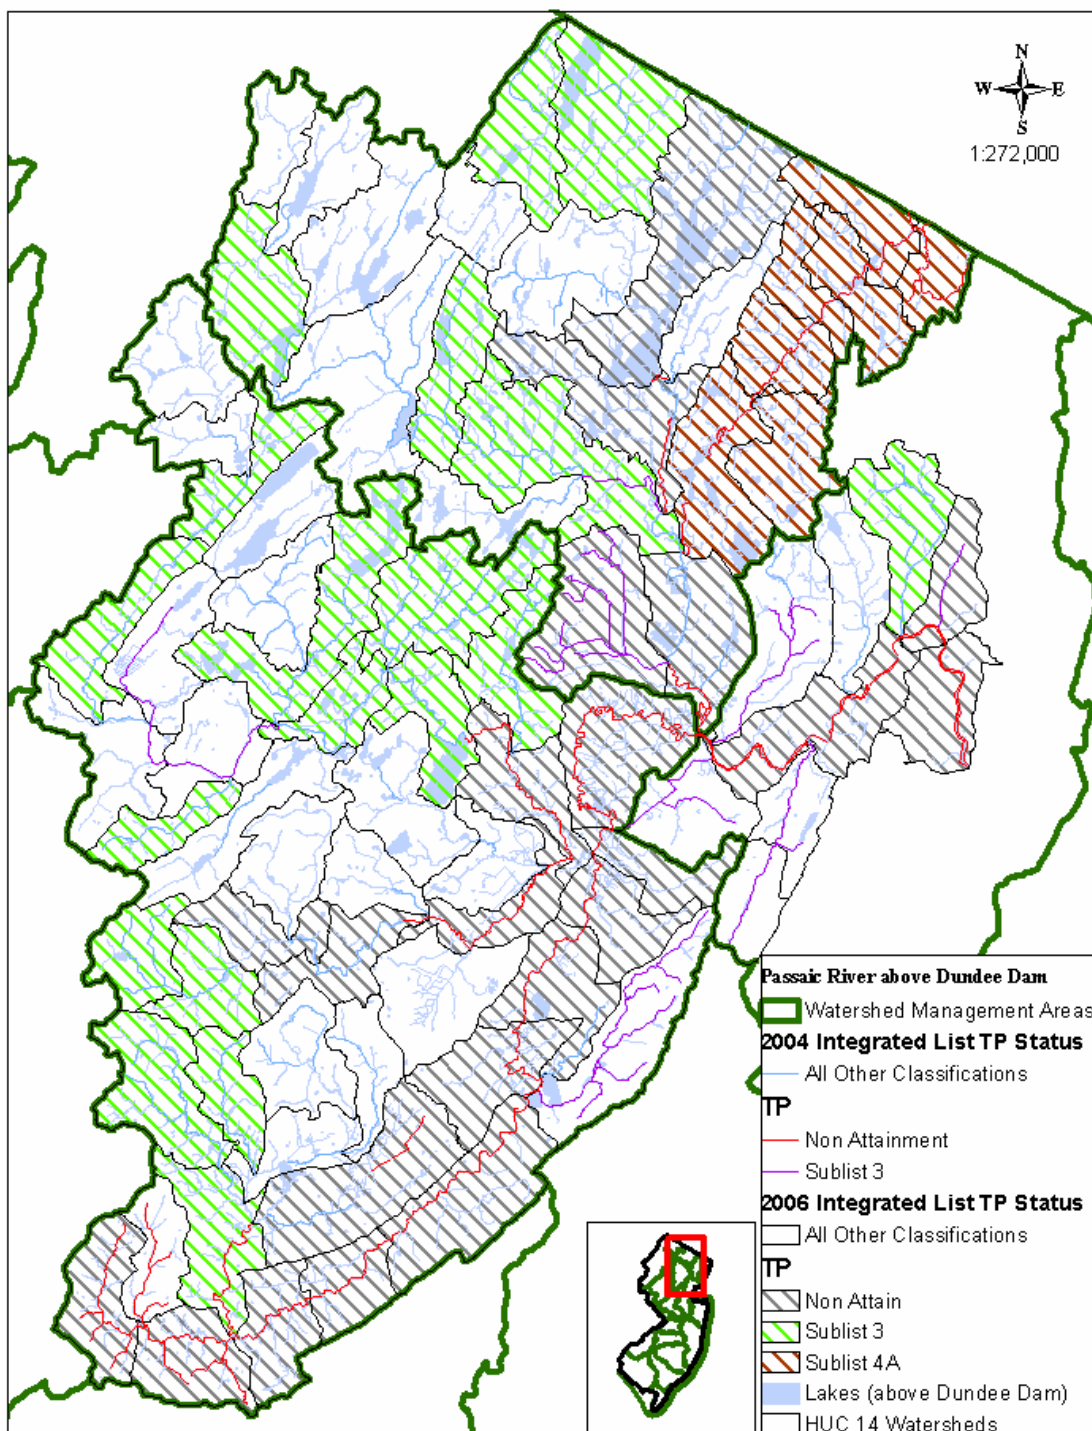 N
W E
S
1:272,000
Passaic River above Dundee Dam
Watershed Management Areas
2004 Integrated List TP Status
All Other Classifications
TP
Non Attainment
Sublist 3
2006 Integrated List TP Status
All Other Classifications
TP
Non Attain
Sublist 3
Sublist 4A
Lakes (above Dundee Dam)
HUC 14 Watersheds